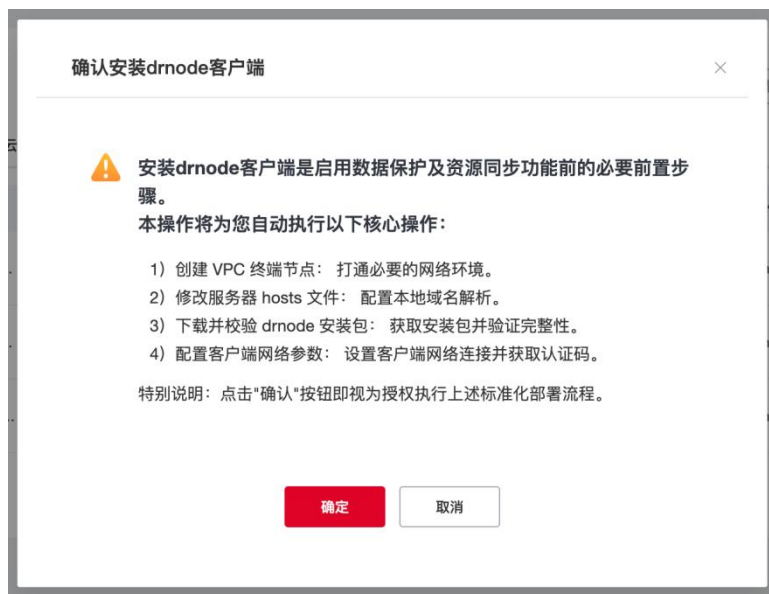 确认安装drnode客户端
云
安装drnode客户端是启用数据保护及资源同步功能前的必要前置步
骤。
本操作将为您自动执行以下核心操作：
1）创建 VPC 终端节点： 打通必要的网络环境。
2）修改服务器 hosts 文件： 配置本地域名解析。
3）下载并校验 drnode 安装包： 获取安装包并验证完整性。
4）配置客户端网络参数： 设置客户端网络连接并获取认证码。
特别说明：点击"确认"按钮即视为授权执行上述标准化部署流程。
确定
取消